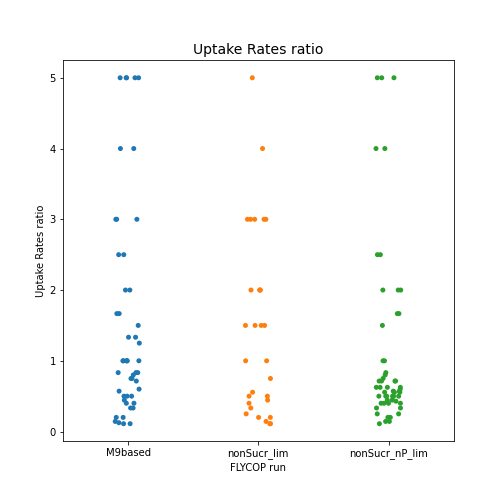 Uptake Rates ratio
Uptake Rates ratio
5
4
3
2
1
0
M9based
nonSucr_lim
nonSucr_nP_lim
FLYCOP run